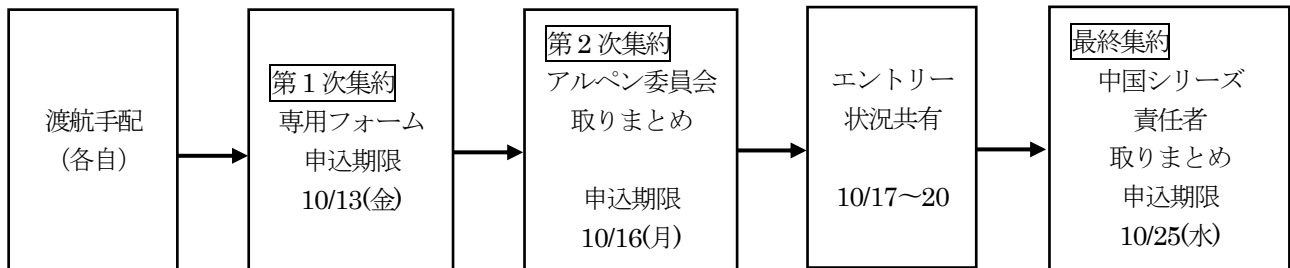 渡航手配
(各自)
第1次集約
専用フォーム
申込期限
10/13(金)
第2次集約
アルペン委員会
取りまとめ
申込期限
10/16(月)
エントリー
状況共有
10/17～20
最終集約
中国シリーズ
責任者
取りまとめ
申込期限
10/25(水)